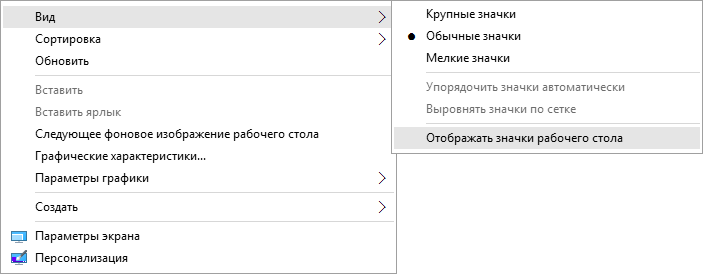 Вид
Сортировка
Обновить
Вставить
Вставить ярлык
Следующее фоновое изображение рабочего стола
Графические характеристики...
Параметры графики
Создать
Параметры экрана
Персонализация
Крупные значки
Обычные значки
Мелкие значки
Упорядочить значки автоматически
Выровнять значки по сетке
Отображать значки рабочего стола